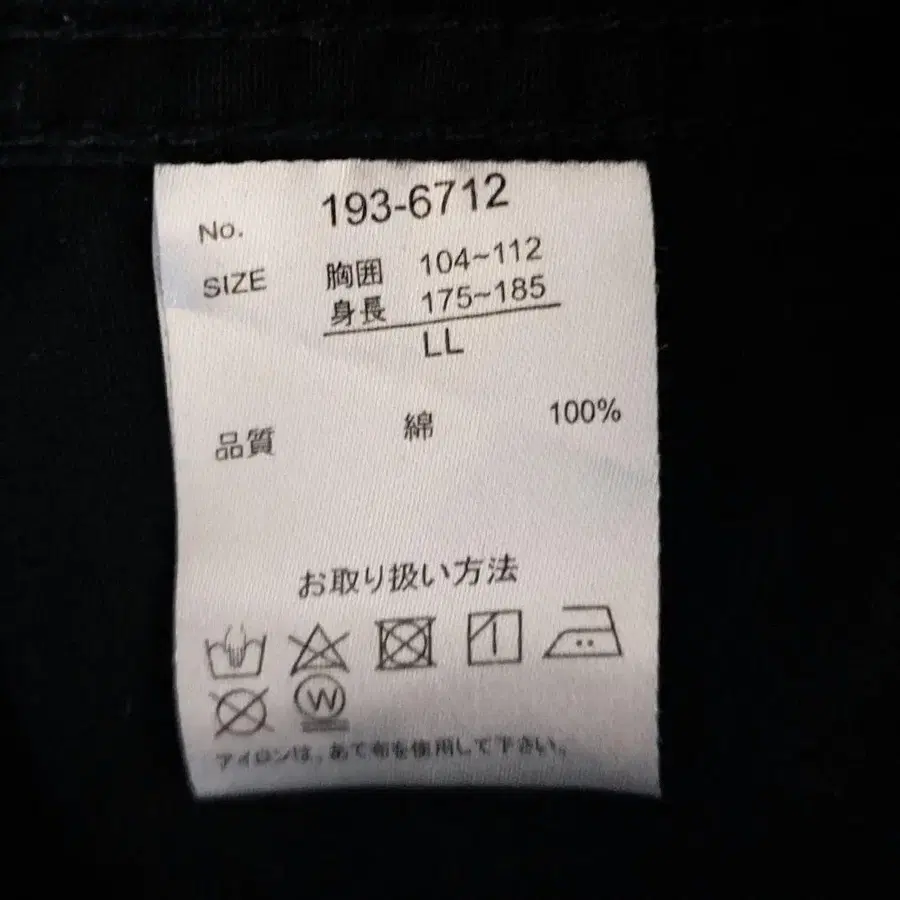 No. 193-6712
SIZE 胸囲 104~112
身長 175~185
LL
品質 綿 100%
お取り扱い方法
W
アイロンは、あて布を使用して下さい。